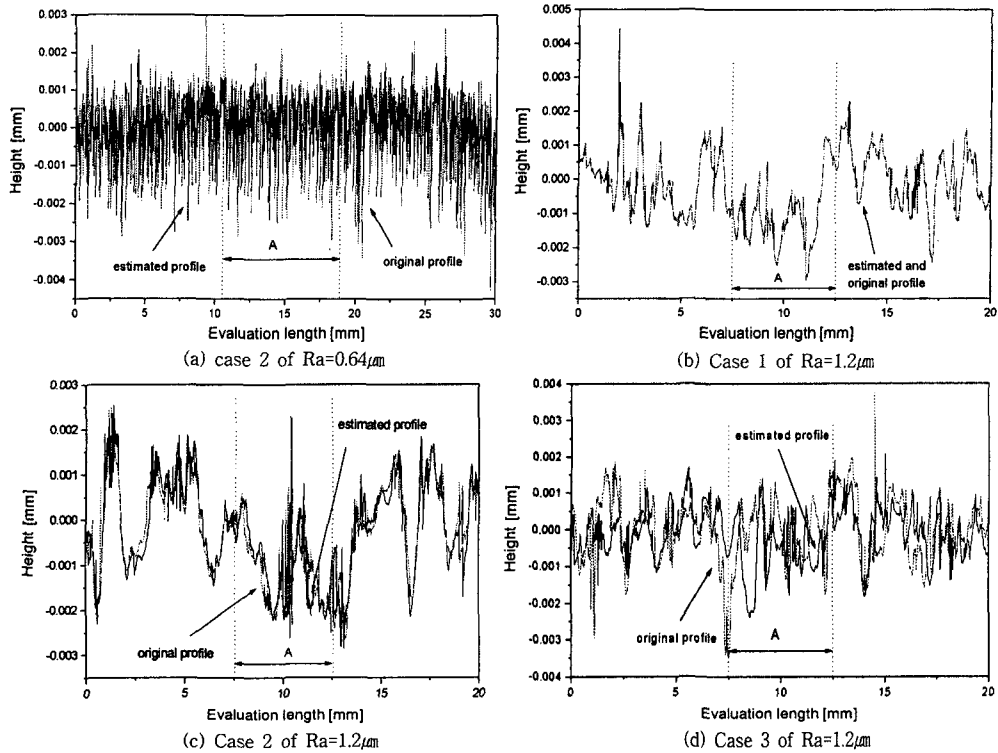 0.003
0.002
0.001
0.000
-0.001
-0.002
-0.003
-0.004
Height [mm]
estimated profile
A
original profile
0 5 10 15 20 25 30
Evaluation length [mm]
(a) case 2 of Ra=0.64㎛
0.005
0.004
0.003
0.002
0.001
0.000
-0.001
-0.002
-0.003
Height [mm]
A
estimated and
original profile
0 5 10 15 20
Evaluation length [mm]
(b) Case 1 of Ra=1.2㎛
0.003
0.002
0.001
0.000
-0.001
-0.002
-0.003
Height [mm]
estimated profile
original profile
A
0 5 10 15 20
Evaluation length [mm]
(c) Case 2 of Ra=1.2㎛
0.004
0.003
0.002
0.001
0.000
-0.001
-0.002
-0.003
-0.004
Height [mm]
estimated profile
original profile
A
0 5 10 15 20
Evaluation length [mm]
(d) Case 3 of Ra=1.2㎛